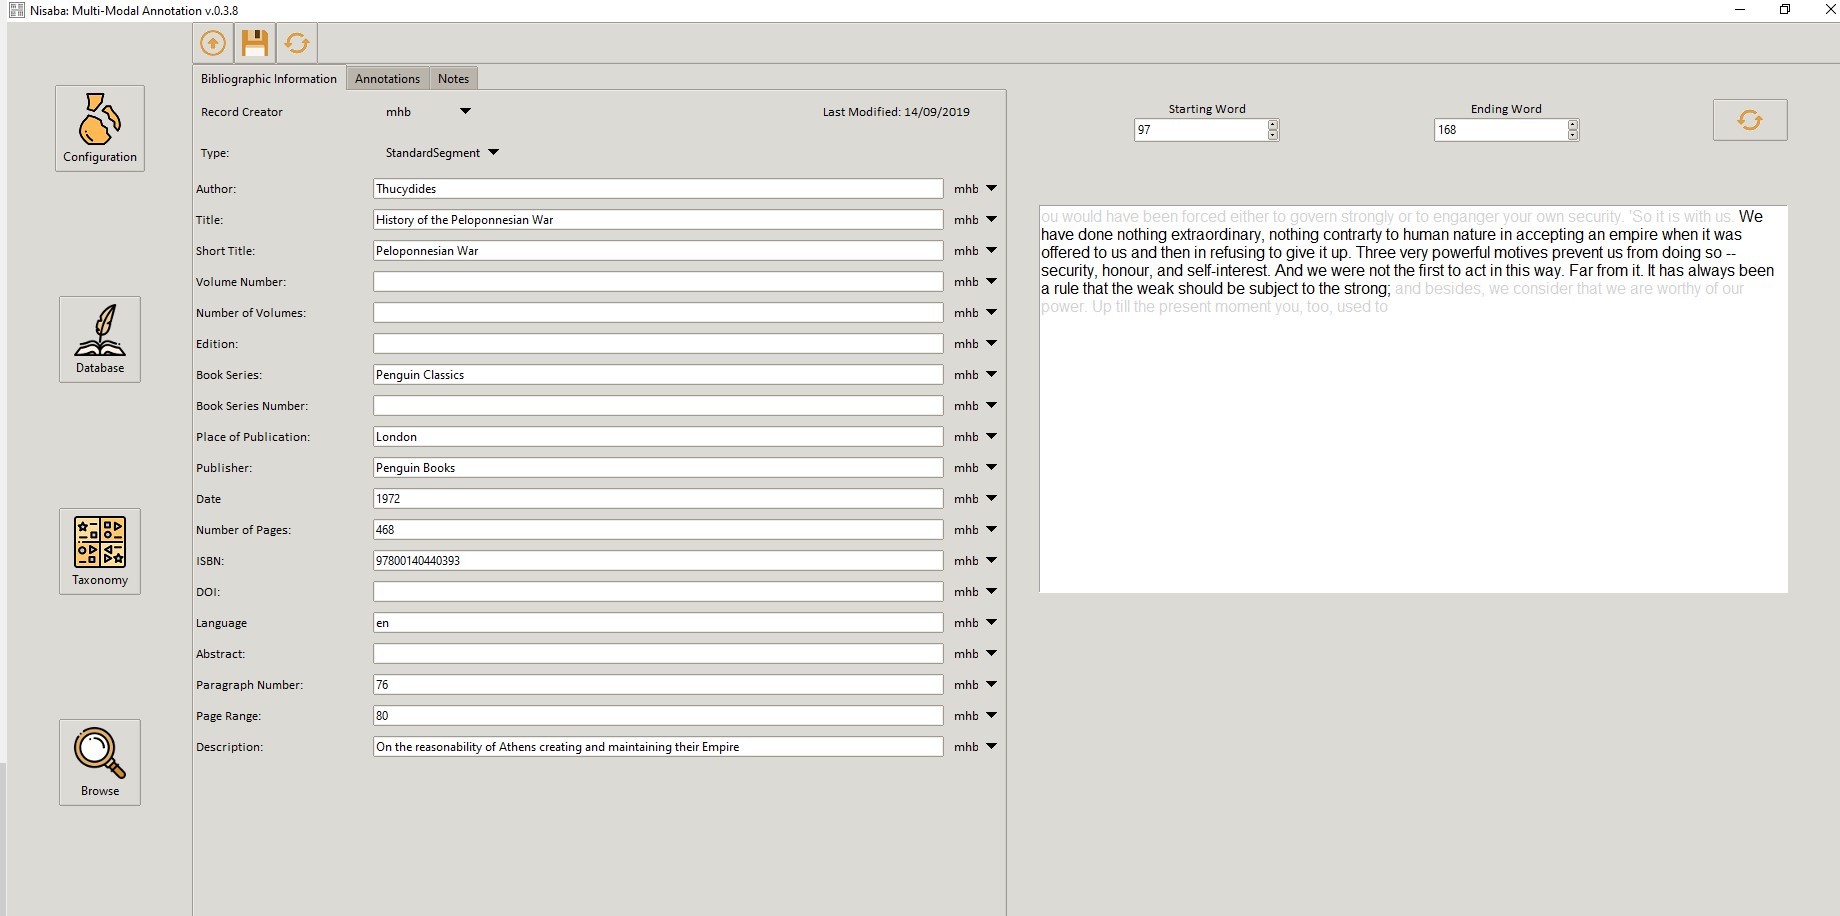 Nisaba: Multi-Modal Annotation v.0.3.8
Configuration
Database
Taxonomy
Browse
Bibliographic Information Annotations Notes
Record Creator mhb Last Modified: 14/09/2019
Type: StandardSegment
Author: Thucydides mhb
Title: History of the Peloponnesian War mhb
Short Title: Peloponnesian War mhb
Volume Number: mhb
Number of Volumes: mhb
Edition: mhb
Book Series: Penguin Classics mhb
Book Series Number: mhb
Place of Publication: London mhb
Publisher: Penguin Books mhb
Date 1972 mhb
Number of Pages: 468 mhb
ISBN: 97800140440393 mhb
DOI: mhb
Language en mhb
Abstract: mhb
Paragraph Number: 76 mhb
Page Range: 80 mhb
Description: On the reasonability of Athens creating and maintaining their Empire mhb
Starting Word Ending Word
97 168
ou would have been forced either to govern strongly or to enganger your own security. 'So it is with us. We
have done nothing extraordinary, nothing contrarty to human nature in accepting an empire when it was
offered to us and then in refusing to give it up. Three very powerful motives prevent us from doing so --
security, honour, and self-interest. And we were not the first to act in this way. Far from it. It has always been
a rule that the weak should be subject to the strong; and besides, we consider that we are worthy of our
power. Up till the present moment you, too, used to